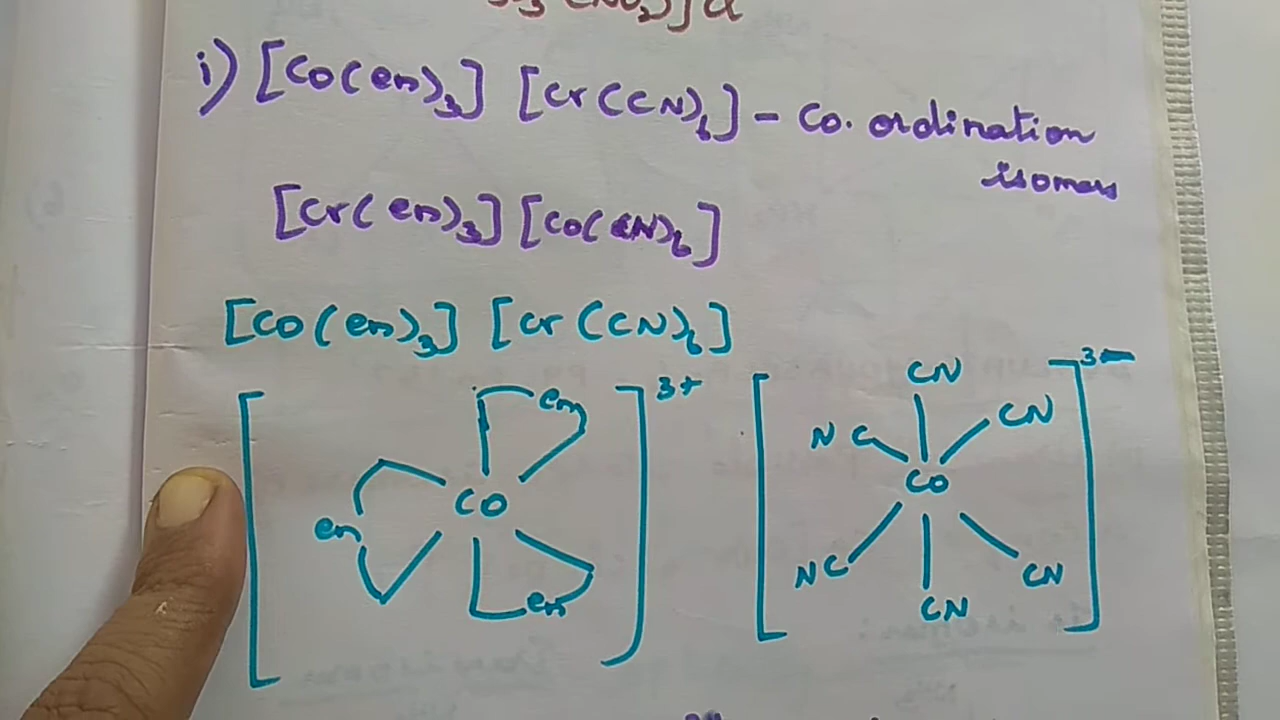 i) [Co(en)₃] [Cr(CN)₆] - Co.ordination
isomers
[Cr(en)₃] [Co(CN)₆]
[Co(en)₃] [Cr(CN)₆]
[Co en en en]³⁺
[Co CN CN NC NC CN CN]³⁻